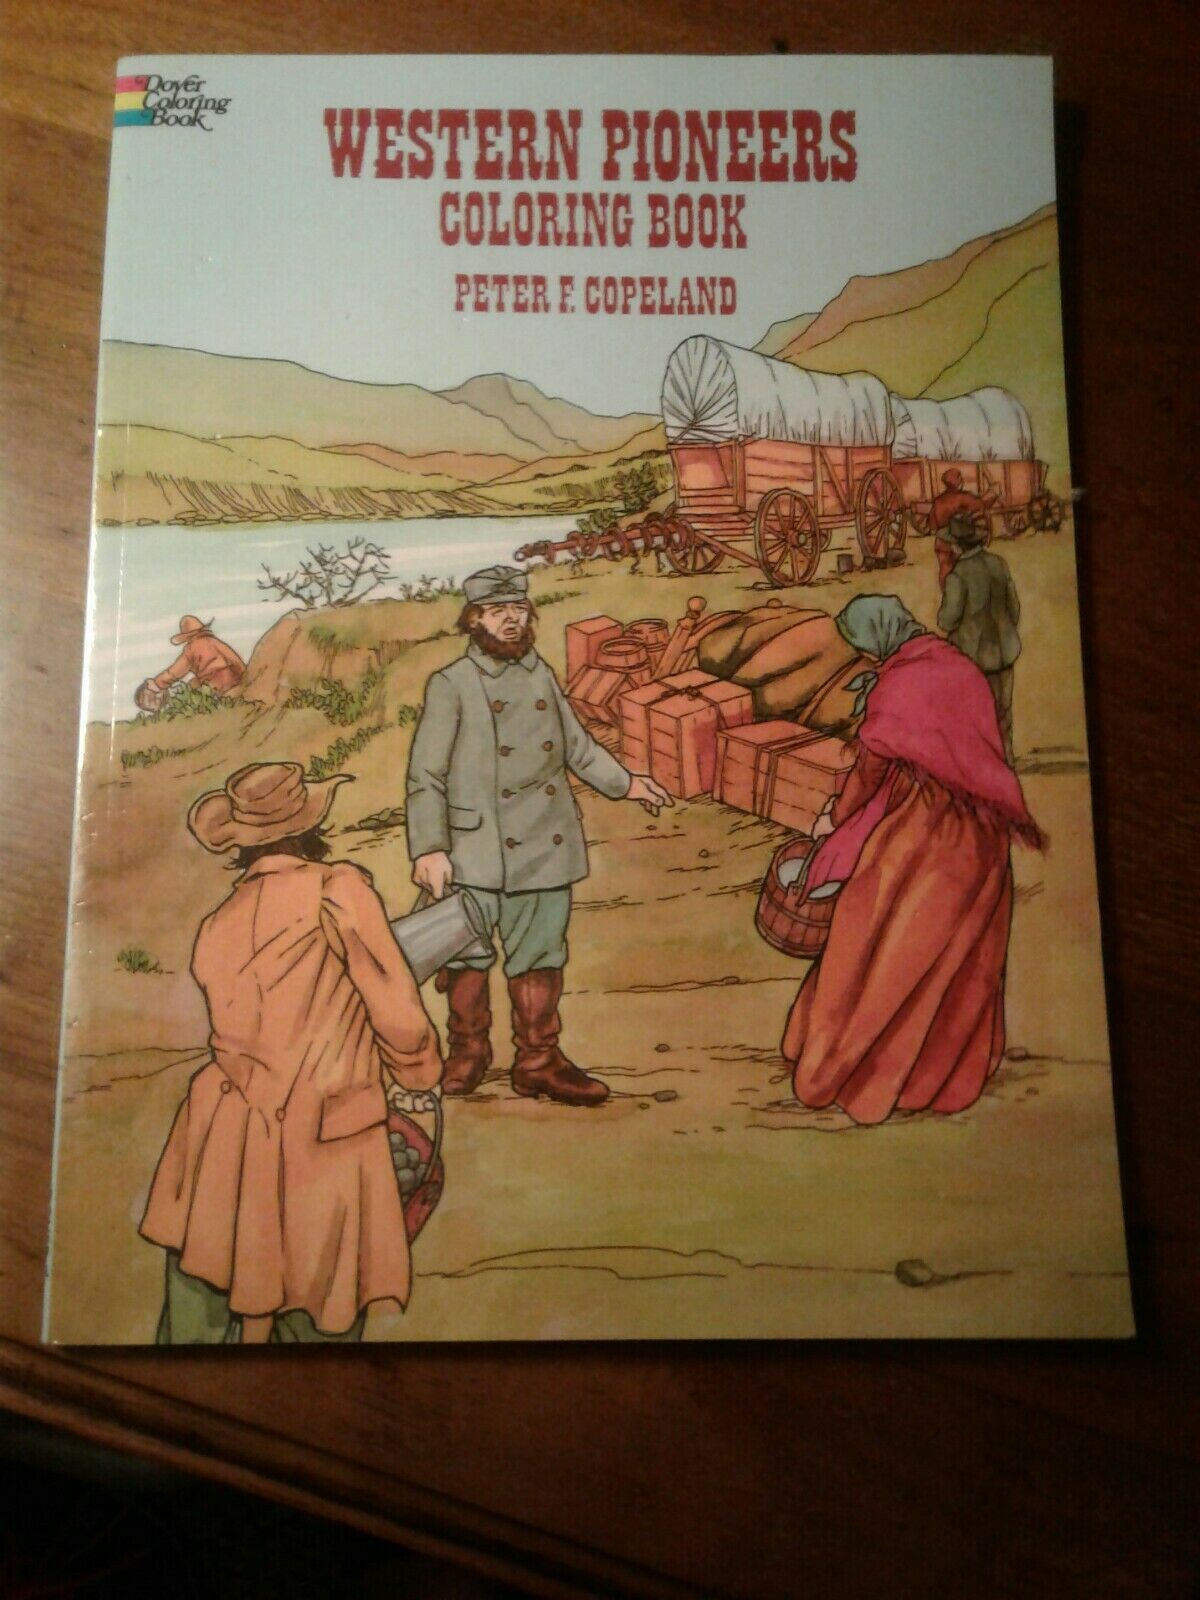 Dover
Coloring
Book
WESTERN PIONEERS
COLORING BOOK
PETER F. COPELAND